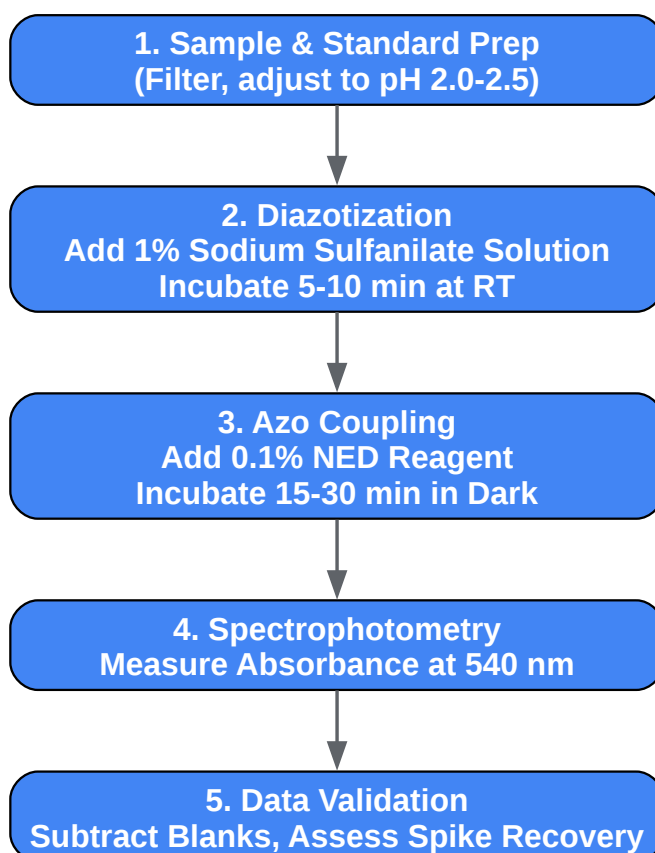 1. Sample & Standard Prep
(Filter, adjust to pH 2.0-2.5)
2. Diazotization
Add 1% Sodium Sulfanilate Solution
Incubate 5-10 min at RT
3. Azo Coupling
Add 0.1% NED Reagent
Incubate 15-30 min in Dark
4. Spectrophotometry
Measure Absorbance at 540 nm
5. Data Validation
Subtract Blanks, Assess Spike Recovery